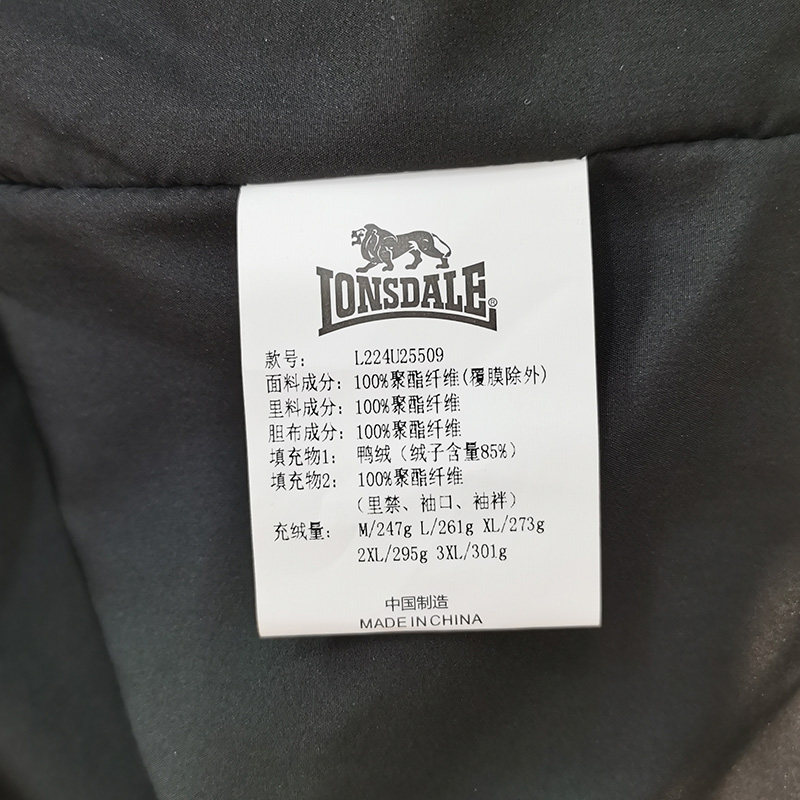 LONSDALE®
款号: L224U25509
面料成分: 100%聚酯纤维(覆膜除外)
里料成分: 100%聚酯纤维
胆布成分: 100%聚酯纤维
填充物1: 鸭绒（绒子含量85%）
填充物2: 100%聚酯纤维
（里禁、袖口、袖袢）
充绒量: M/247g L/261g XL/273g
2XL/295g 3XL/301g
中国制造
MADE IN CHINA